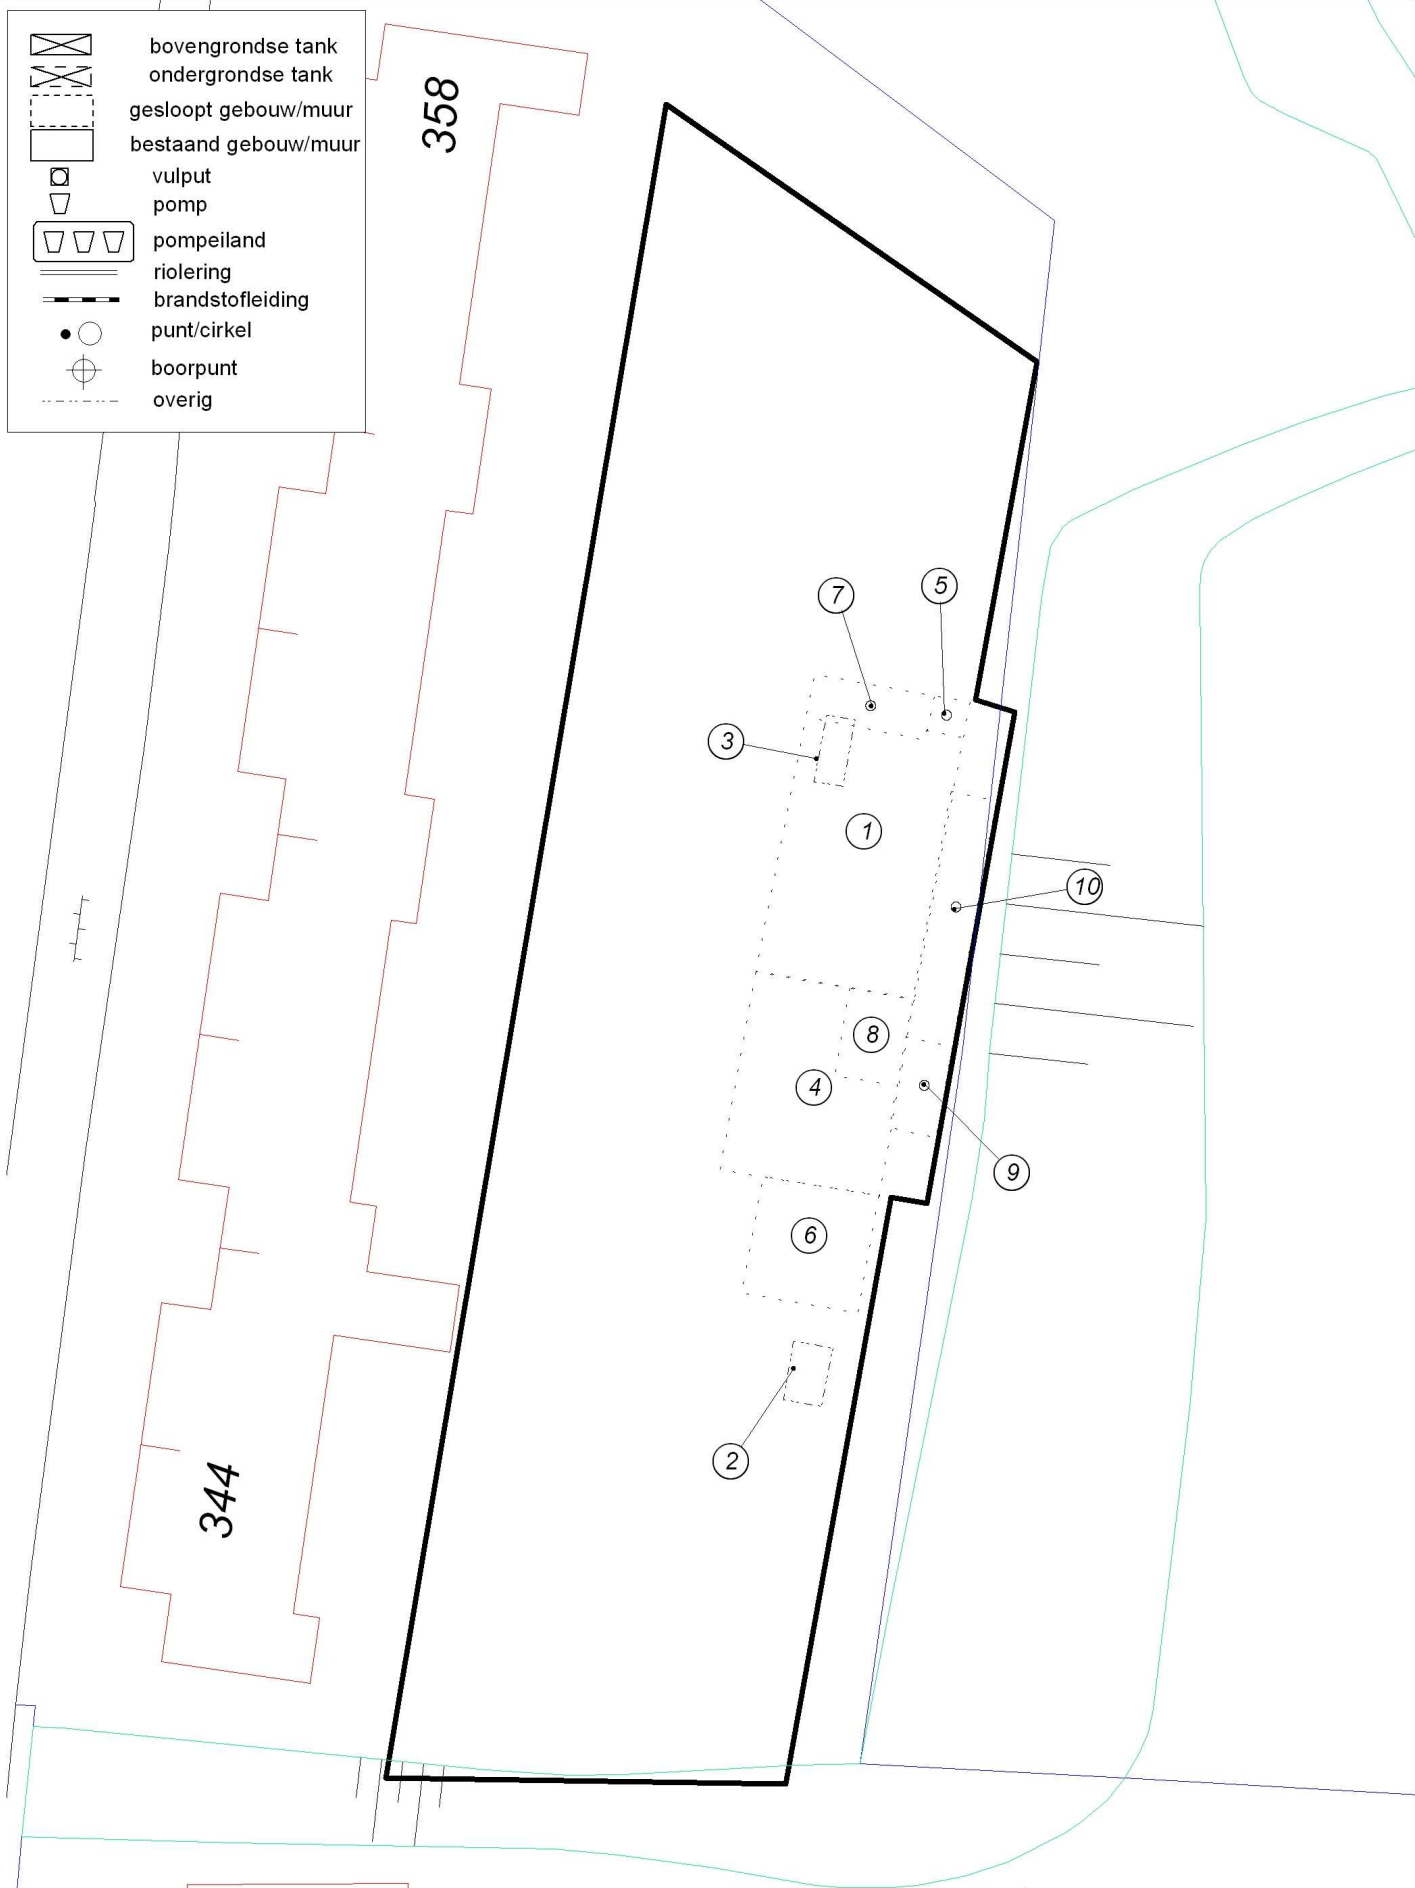 bovengrondse tank
ondergrondse tank
gesloopt gebouw/muur
bestaand gebouw/muur
vulput
pomp
pompeiland
riolering
brandstofleiding
punt/cirkel
boorpunt
overig
358
7
5
3
1
10
8
4
9
6
2
344